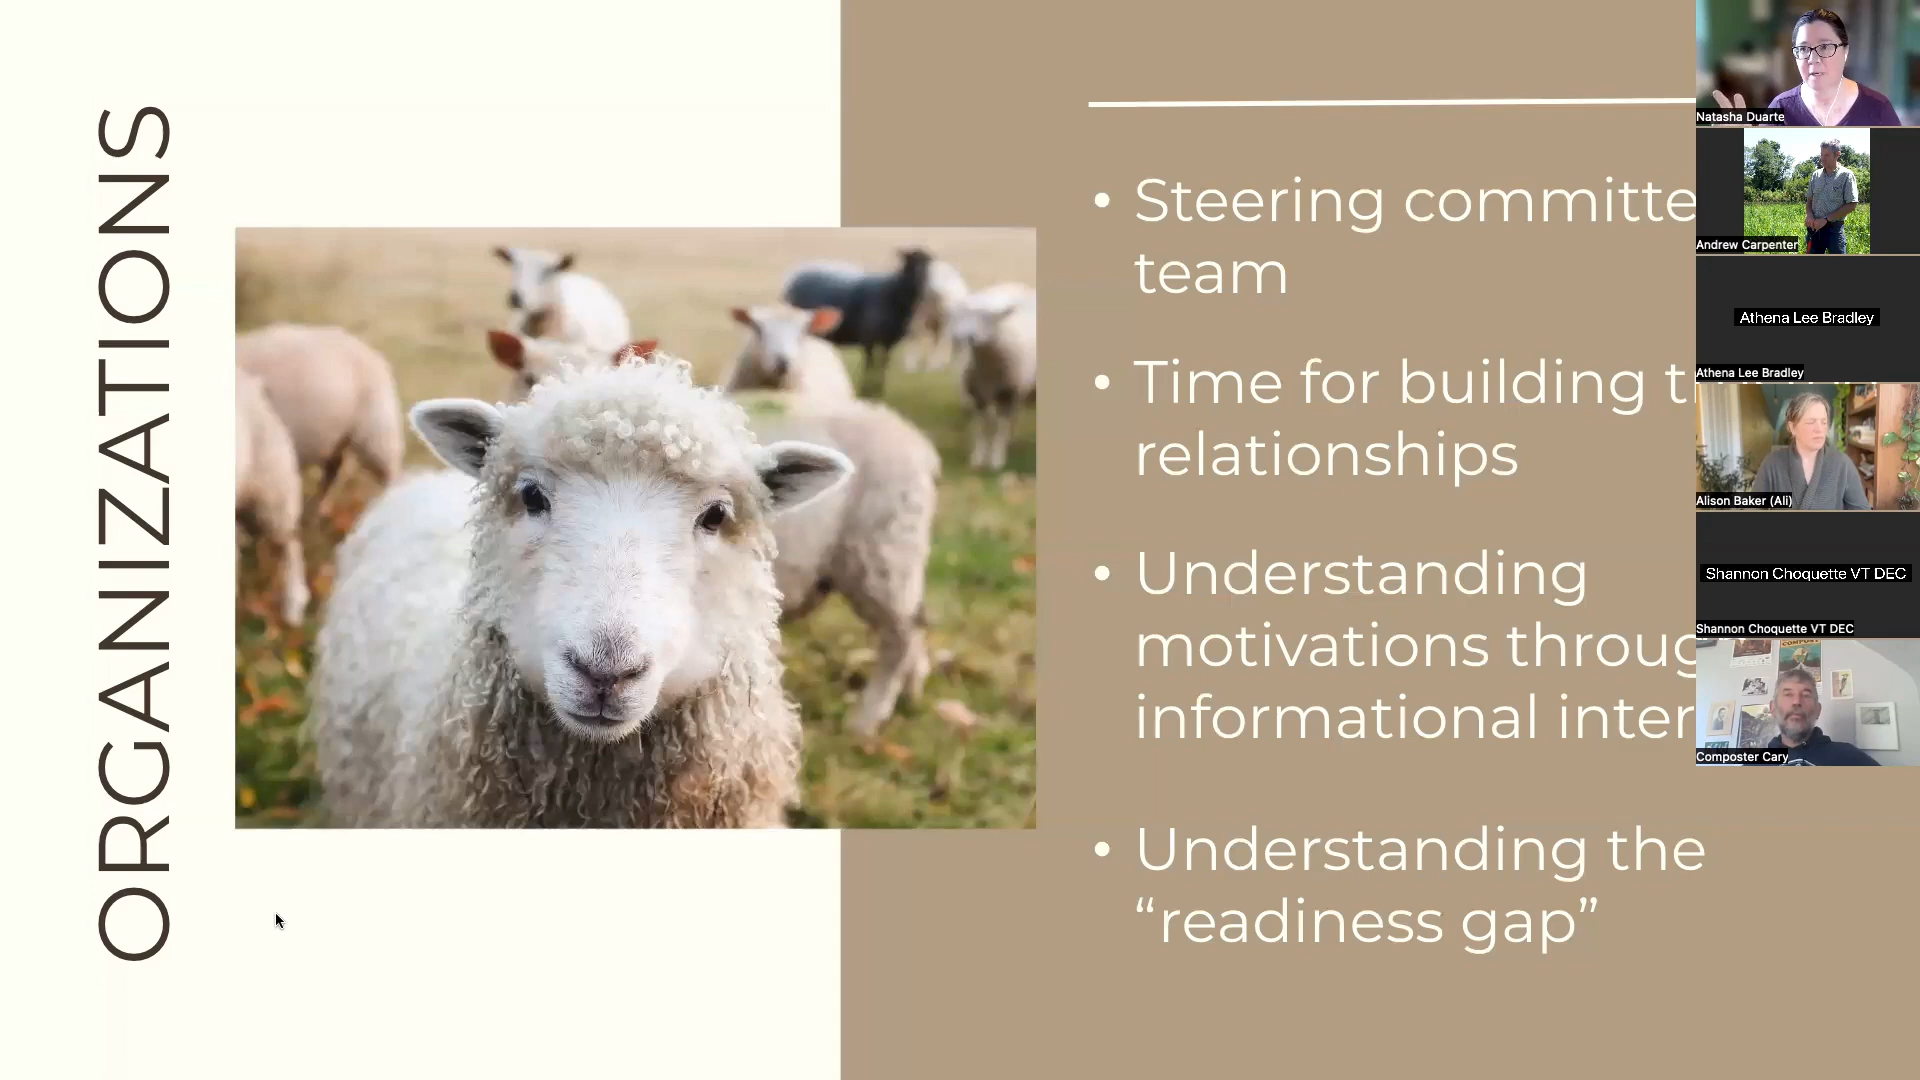 ORGANIZATIONS
• Steering committe
team
• Time for building
relationships
• Understanding
motivations throug
informational inter
• Understanding the
“readiness gap”
Natasha Duarte
Andrew Carpenter
Athena Lee Bradley
Athena Lee Bradley
Alison Baker (Ali)
Shannon Choquette VT DEC
Shannon Choquette VT DEC
COMPOST
Composter Cary